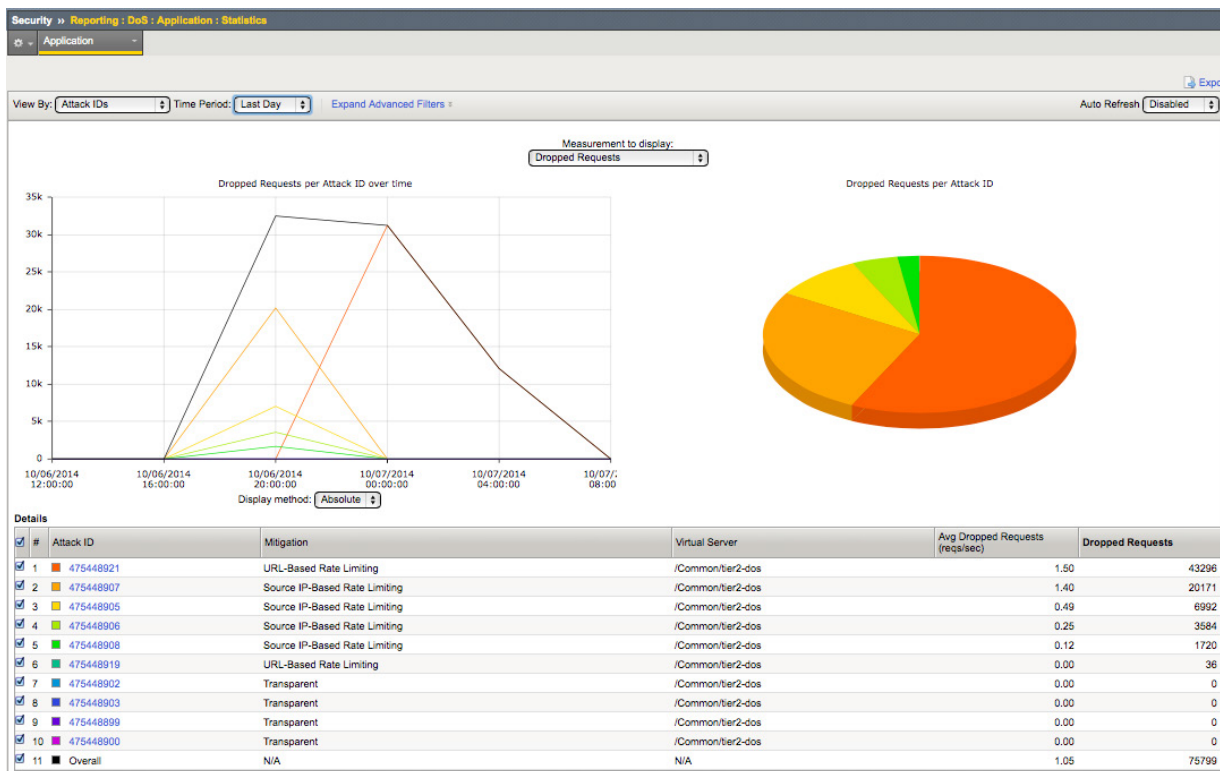 Security » Reporting : DoS : Application : Statistics
Application
Expo
View By: Attack IDs Time Period: Last Day Expand Advanced Filters Auto Refresh Disabled
Measurement to display:
Dropped Requests
Dropped Requests per Attack ID over time
Dropped Requests per Attack ID
35k
30k
25k
20k
15k
10k
5k
0
10/06/2014 10/06/2014 10/06/2014 10/07/2014 10/07/2014 10/07/
12:00:00 16:00:00 20:00:00 00:00:00 04:00:00 08:00
Display method: Absolute
Details
# Attack ID Mitigation Virtual Server Avg Dropped Requests (reqs/sec) Dropped Requests
1 475448921 URL-Based Rate Limiting /Common/tier2-dos 1.50 43296
2 475448907 Source IP-Based Rate Limiting /Common/tier2-dos 1.40 20171
3 475448905 Source IP-Based Rate Limiting /Common/tier2-dos 0.49 6992
4 475448906 Source IP-Based Rate Limiting /Common/tier2-dos 0.25 3584
5 475448908 Source IP-Based Rate Limiting /Common/tier2-dos 0.12 1720
6 475448919 URL-Based Rate Limiting /Common/tier2-dos 0.00 36
7 475448902 Transparent /Common/tier2-dos 0.00 0
8 475448903 Transparent /Common/tier2-dos 0.00 0
9 475448899 Transparent /Common/tier2-dos 0.00 0
10 475448900 Transparent /Common/tier2-dos 0.00 0
11 Overall N/A N/A 1.05 75799